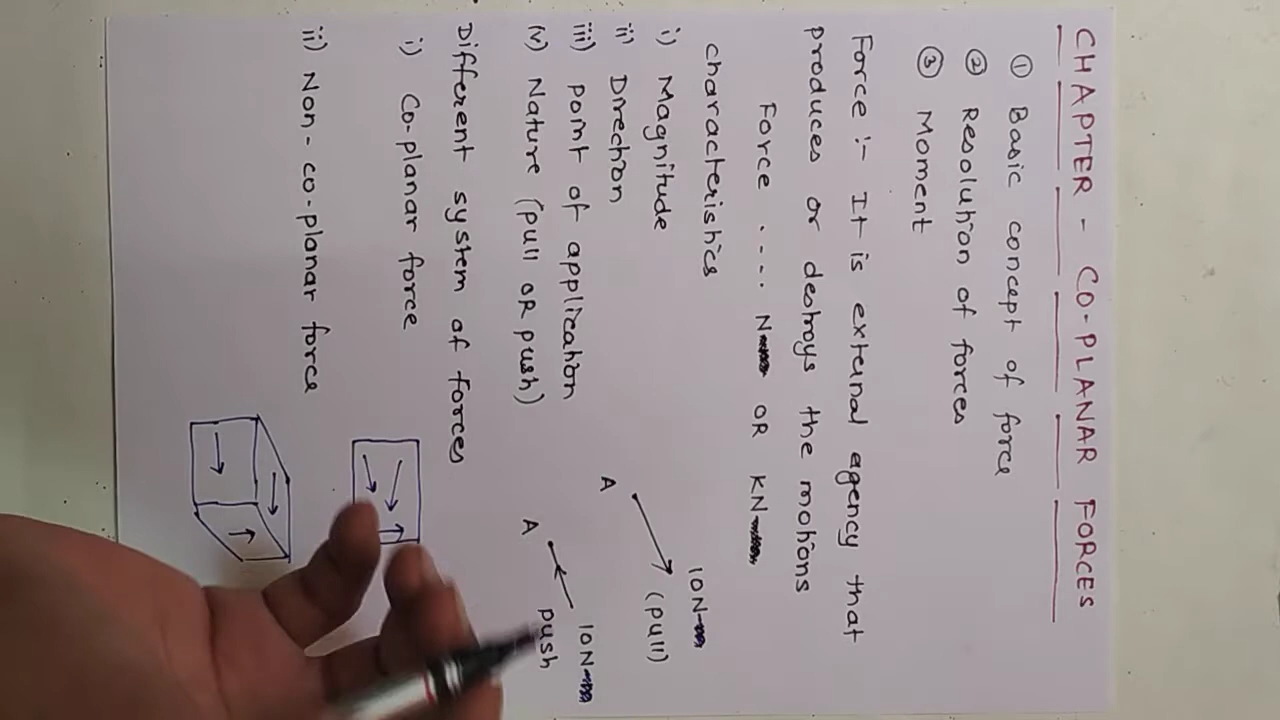 CHAPTER - CO-PLANAR FORCES
① Basic concept of force
② Resolution of forces
③ Moment
Force :- It is external agency that
produces or destroys the motions
Force .... N OR KN
characteristics
i) Magnitude
ii) Direction
iii) point of application
(v) Nature (pull OR push)
10N
A (pull)
10N
A push
Different system of forces
i) Co-planar force
ii) Non-co-planar force